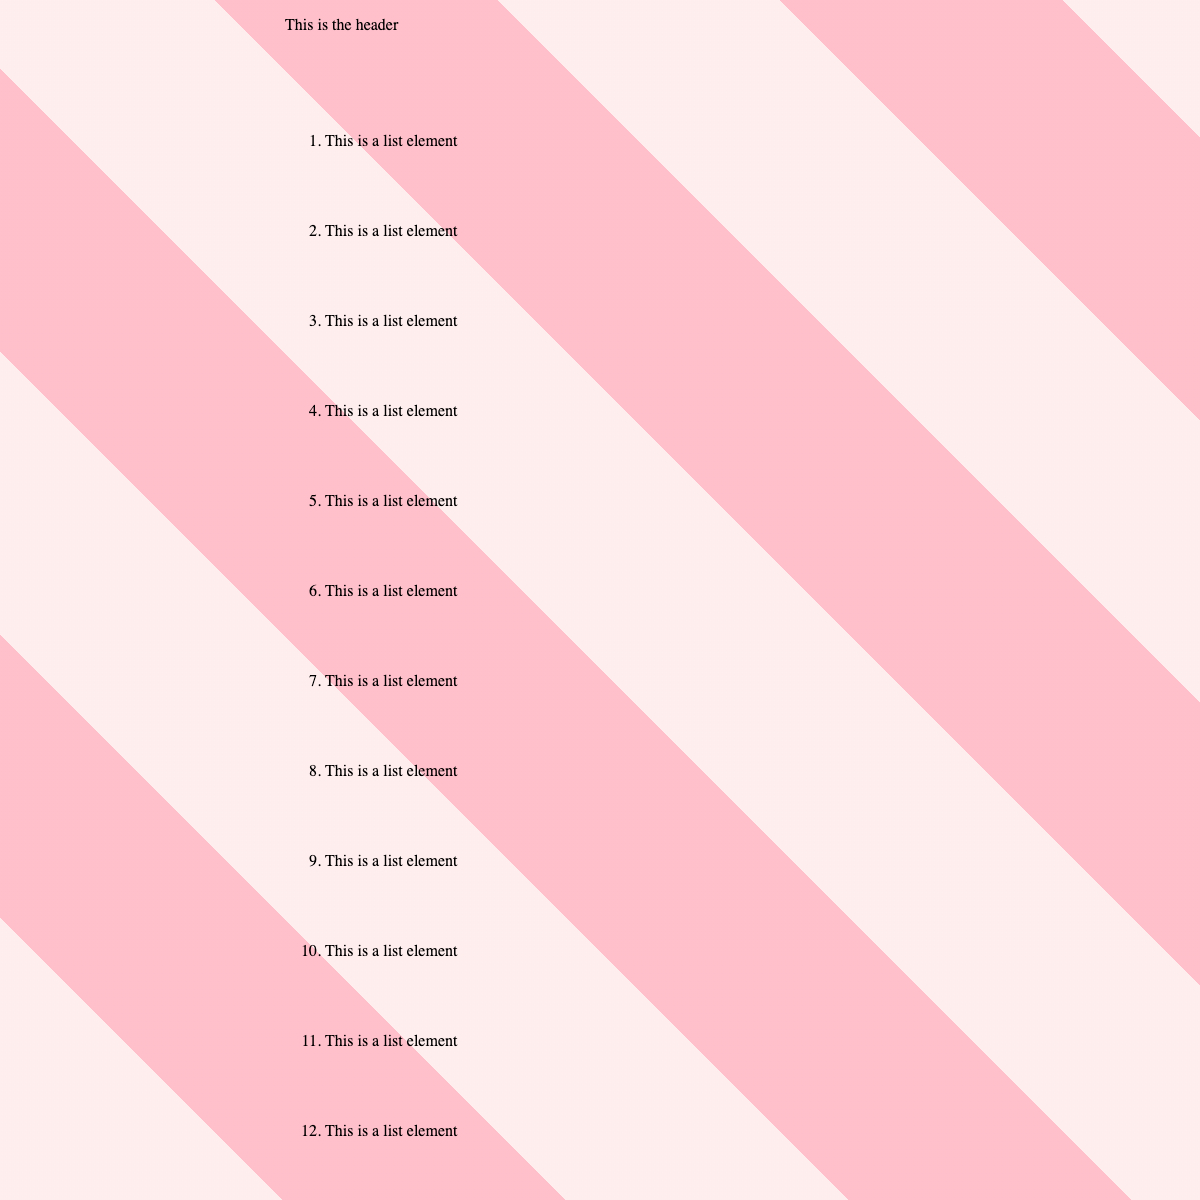 This is the header
1. This is a list element
2. This is a list element
3. This is a list element
4. This is a list element
5. This is a list element
6. This is a list element
7. This is a list element
8. This is a list element
9. This is a list element
10. This is a list element
11. This is a list element
12. This is a list element